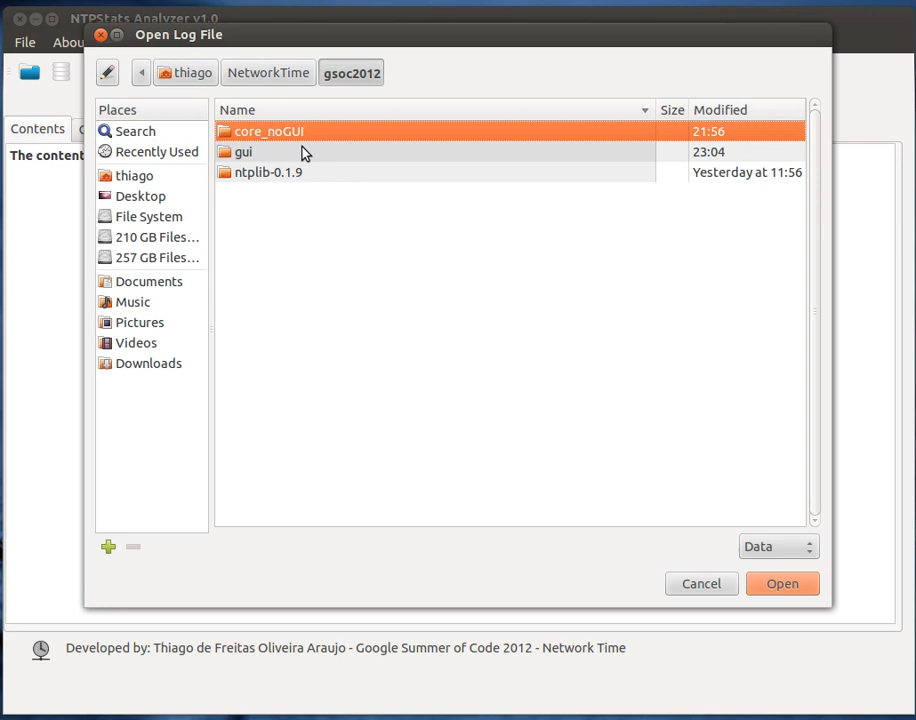 NTPStats Analyzer v1.0
File Abou
Open Log File
thiago NetworkTime gsoc2012
Contents
The content
Places
Search
Recently Used
thiago
Desktop
File System
210 GB Files...
257 GB Files...
Documents
Music
Pictures
Videos
Downloads
Name Size Modified
core_noGUI 21:56
gui 23:04
ntplib-0.1.9 Yesterday at 11:56
Data
Cancel Open
Developed by: Thiago de Freitas Oliveira Araujo - Google Summer of Code 2012 - Network Time